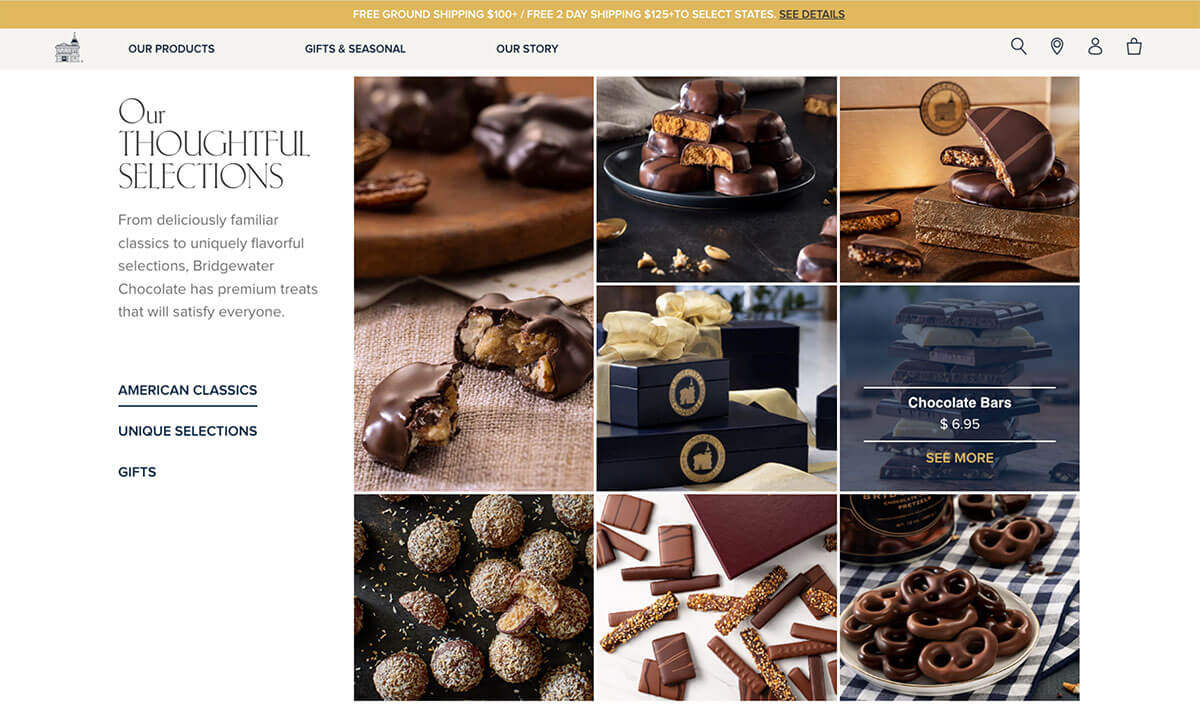 FREE GROUND SHIPPING $100+ / FREE 2 DAY SHIPPING $125+TO SELECT STATES. SEE DETAILS
OUR PRODUCTS
GIFTS & SEASONAL
OUR STORY
Our
THOUGHTFUL
SELECTIONS
From deliciously familiar
classics to uniquely flavorful
selections, Bridgewater
Chocolate has premium treats
that will satisfy everyone.
AMERICAN CLASSICS
UNIQUE SELECTIONS
GIFTS
Chocolate Bars
$ 6.95
SEE MORE
PRETZELS